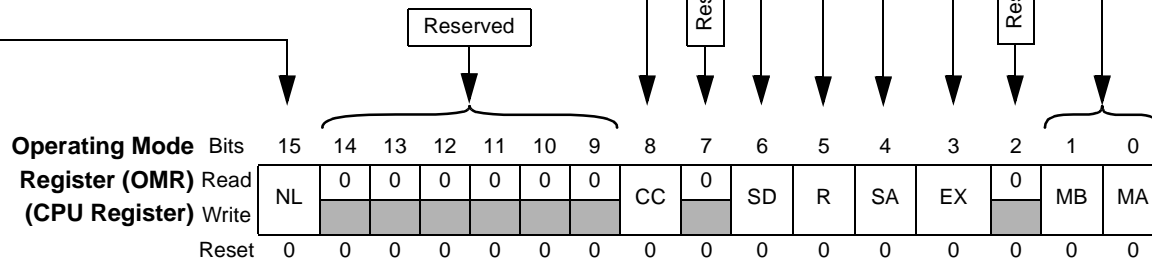 Reserved
Res
Res
Operating Mode Bits 15 14 13 12 11 10 9 8 7 6 5 4 3 2 1 0
Register (OMR) Read NL 0 0 0 0 0 0 CC 0 SD R SA EX 0 MB MA
(CPU Register) Write
Reset 0 0 0 0 0 0 0 0 0 0 0 0 0 0 0 0